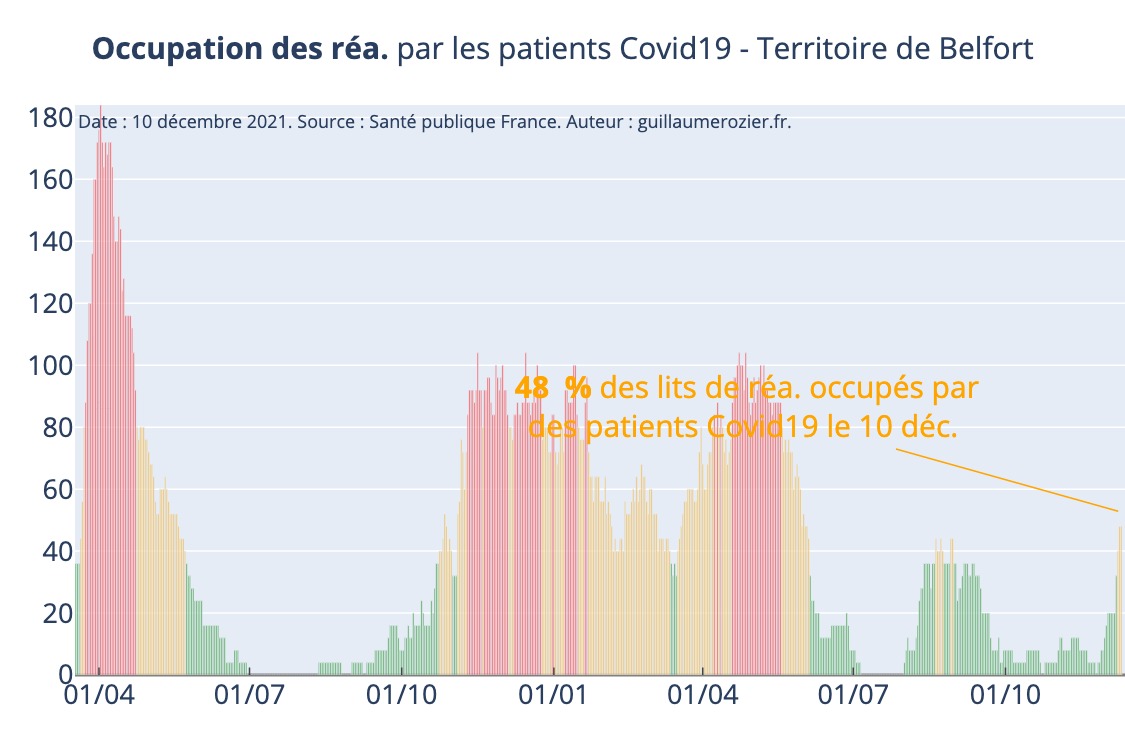 Occupation des réa. par les patients Covid19 - Territoire de Belfort
180
Date : 10 décembre 2021. Source : Santé publique France. Auteur : guillaumerozier.fr.
160
140
120
100
48 % des lits de réa. occupés par
des patients Covid19 le 10 déc.
80
60
40
20
0
01/04 01/07 01/10 01/01 01/04 01/07 01/10